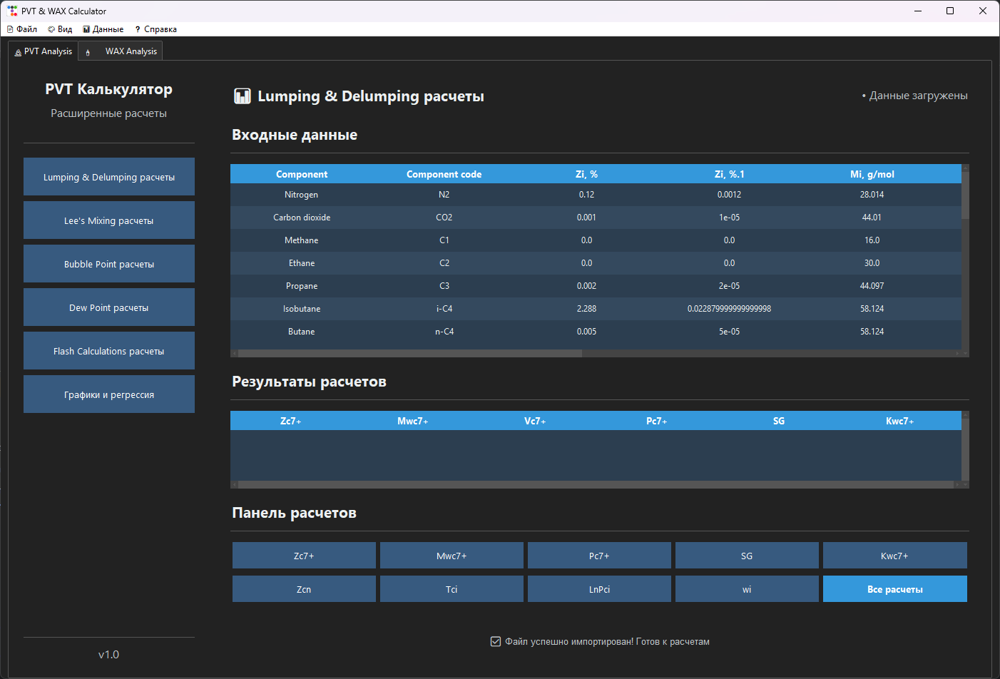 PVT & WAX Calculator
Файл Вид Данные ? Справка
PVT Analysis WAX Analysis
PVT Калькулятор
Расширенные расчеты
Lumping & Delumping расчеты
Lee's Mixing расчеты
Bubble Point расчеты
Dew Point расчеты
Flash Calculations расчеты
Графики и регрессия
v1.0
Lumping & Delumping расчеты
• Данные загружены
Входные данные
Component Component code Zi, % Zi, %.1 Mi, g/mol
Nitrogen N2 0.12 0.0012 28.014
Carbon dioxide CO2 0.001 1e-05 44.01
Methane C1 0.0 0.0 16.0
Ethane C2 0.0 0.0 30.0
Propane C3 0.002 2e-05 44.097
Isobutane i-C4 2.288 0.022879999999999998 58.124
Butane n-C4 0.005 5e-05 58.124
Результаты расчетов
Zc7+ Mwc7+ Vc7+ Pc7+ SG Kwc7+
Панель расчетов
Zc7+ Mwc7+ Pc7+ SG Kwc7+
Zcn Tci LnPci wi Все расчеты
Файл успешно импортирован! Готов к расчетам